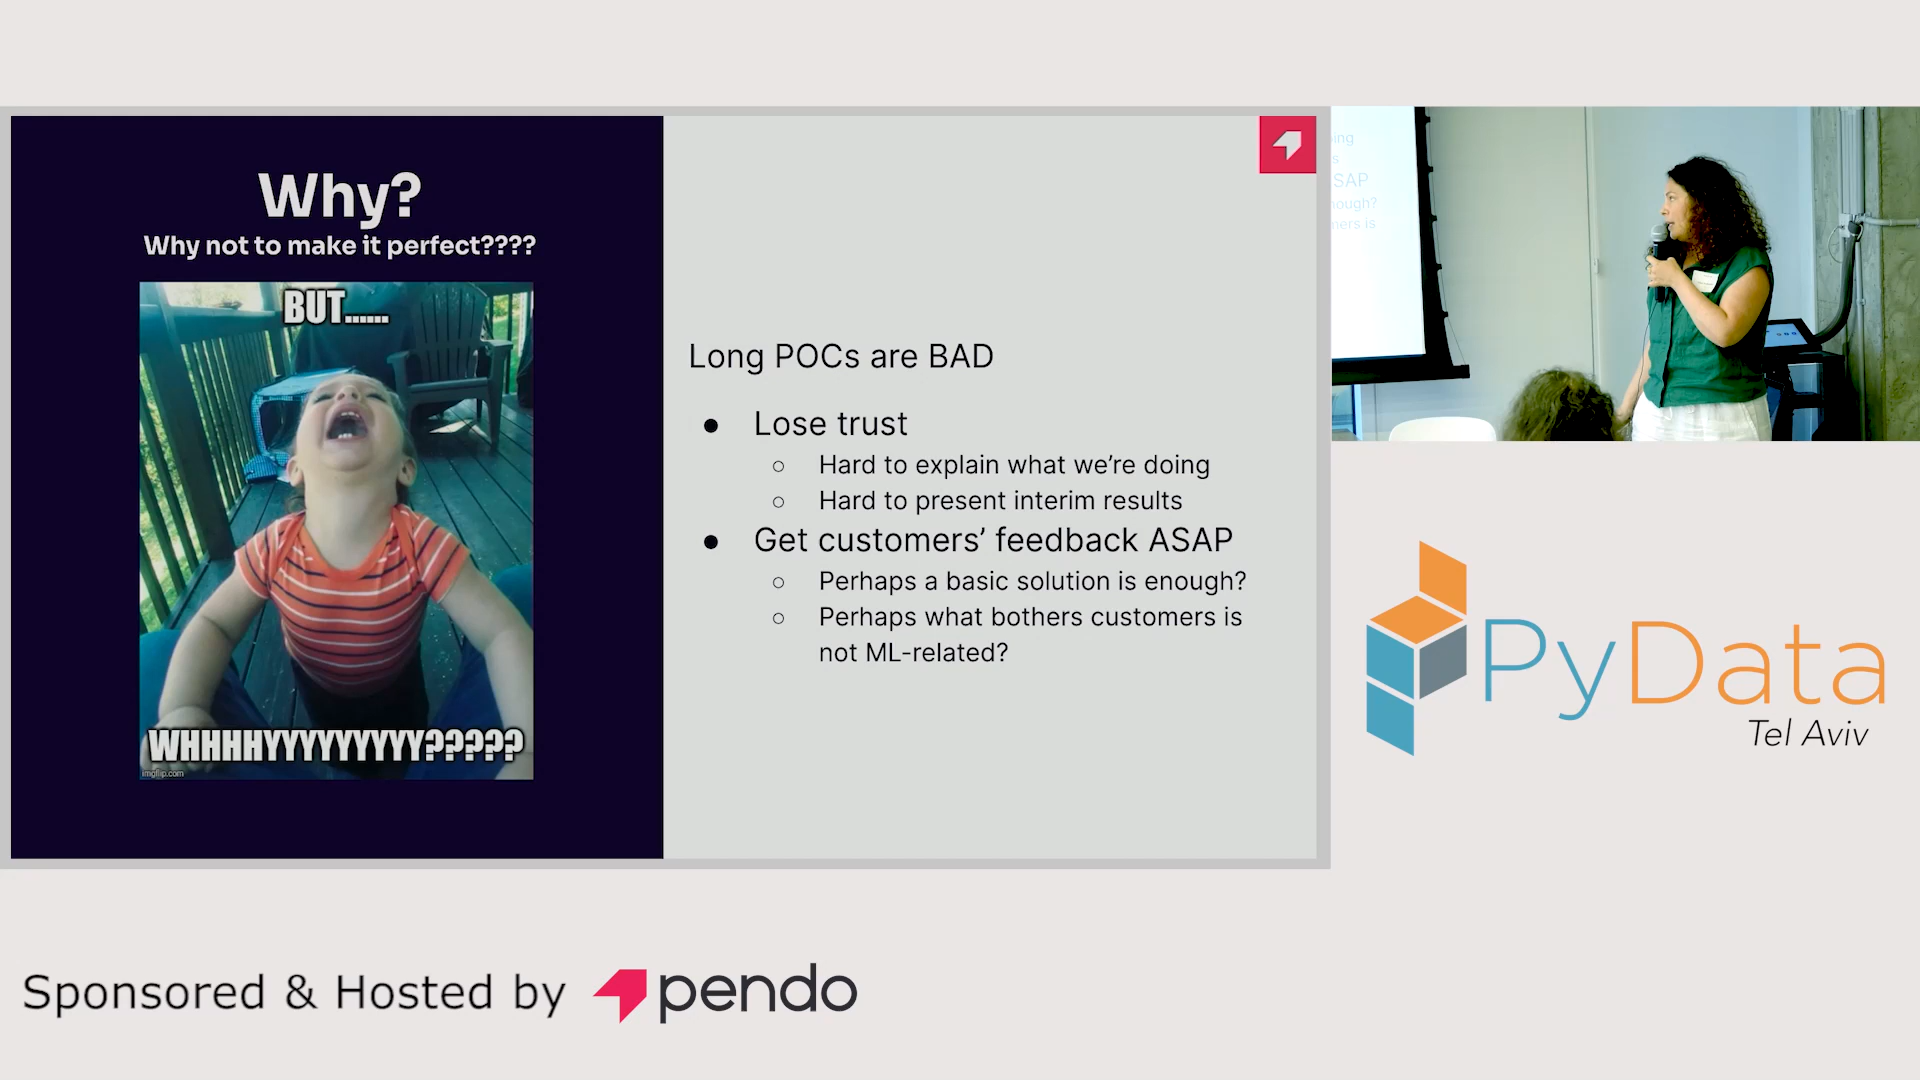 Why?
Why not to make it perfect????
BUT......
WHHHHYYYYYYYYY?????
imgflip.com
Long POCs are BAD
● Lose trust
○ Hard to explain what we're doing
○ Hard to present interim results
● Get customers' feedback ASAP
○ Perhaps a basic solution is enough?
○ Perhaps what bothers customers is
not ML-related?
SAP
PyData
Tel Aviv
Sponsored & Hosted by pendo